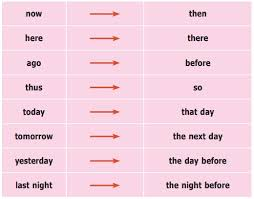 now then
here there
ago before
thus so
today that day
tomorrow the next day
yesterday the day before
last night the night before